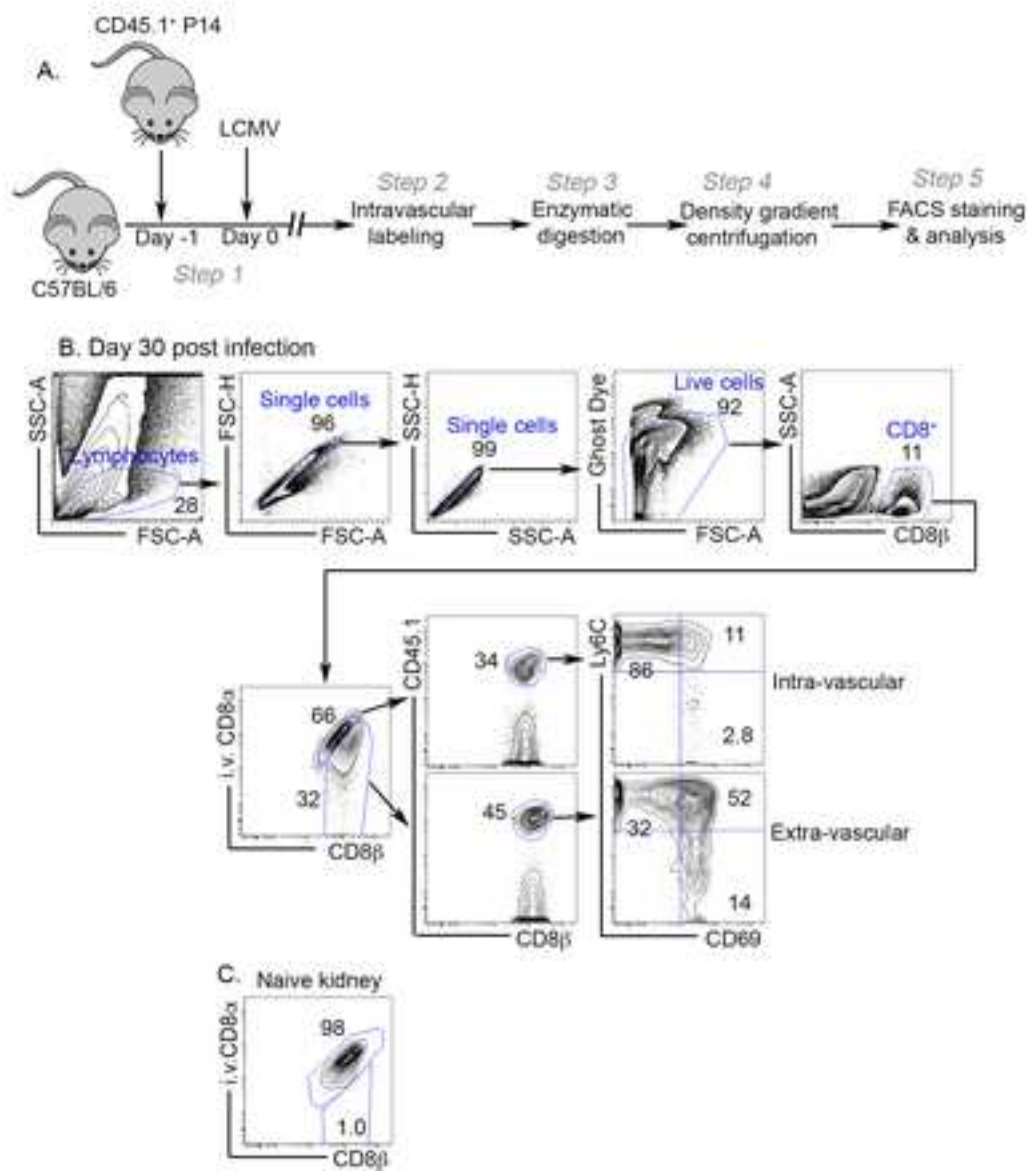 CD45.1⁺ P14
A.
LCMV
Step 2
Intravascular
labeling
Step 3
Enzymatic
digestion
Step 4
Density gradient
centrifugation
Step 5
FACS staining
& analysis
Day -1
Day 0
Step 1
C57BL/6
B. Day 30 post infection
SSC-A
Lymphocytes
28
FSC-A
FSC-H
Single cells
96
FSC-A
SSC-H
Single cells
99
SSC-A
Ghost Dye
Live cells
92
FSC-A
SSC-A
CD8⁺
11
CD8β
i.v. CD8α
66
32
CD8β
CD45.1
34
45
CD8β
Ly6C
11
86
2.8
Intra-vascular
52
32
14
Extra-vascular
CD69
C.
Naive kidney
i.v.CD8α
98
1.0
CD8β